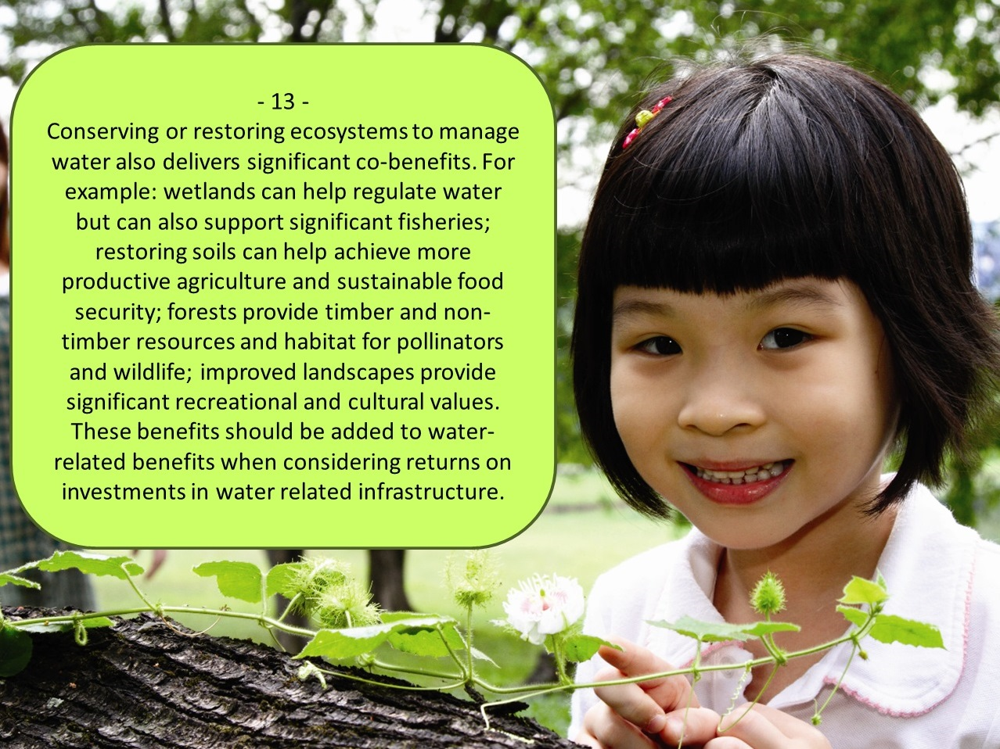 - 13 -
Conserving or restoring ecosystems to manage
water also delivers significant co-benefits. For
example: wetlands can help regulate water
but can also support significant fisheries;
restoring soils can help achieve more
productive agriculture and sustainable food
security; forests provide timber and non-
timber resources and habitat for pollinators
and wildlife; improved landscapes provide
significant recreational and cultural values.
These benefits should be added to water-
related benefits when considering returns on
investments in water related infrastructure.